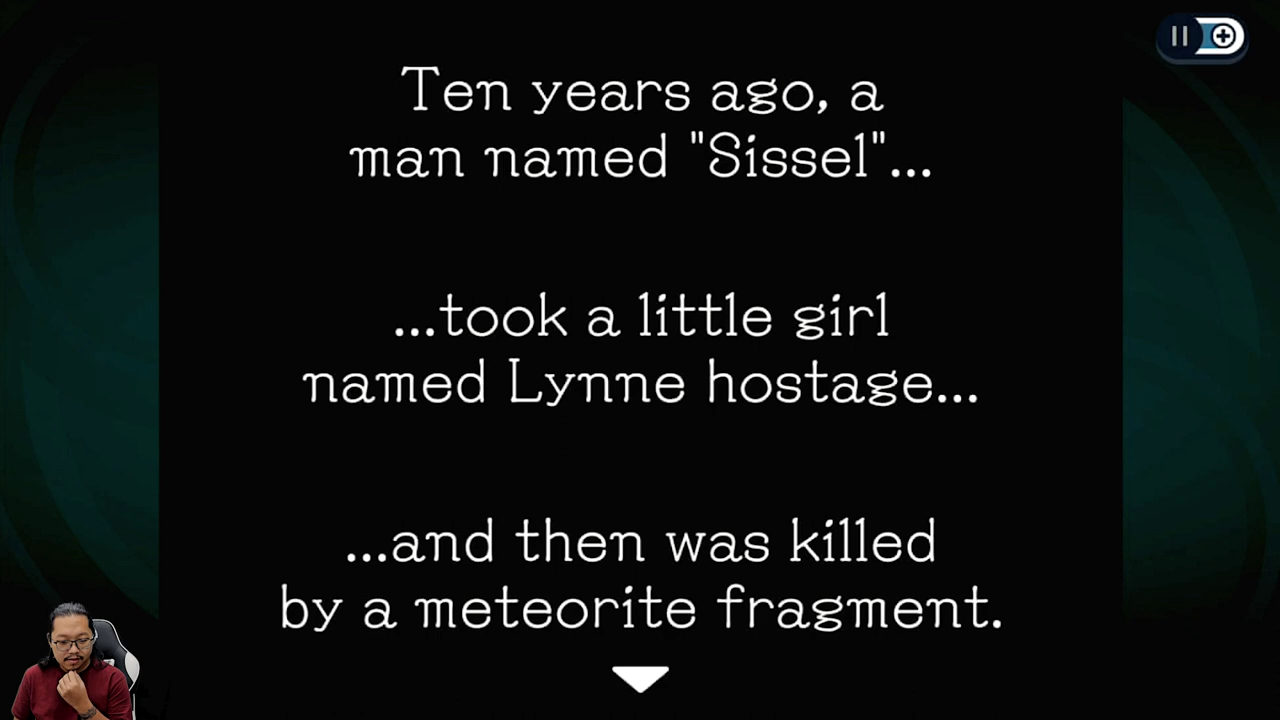 Ten years ago, a
man named "Sissel"...
...took a little girl
named Lynne hostage...
...and then was killed
by a meteorite fragment.